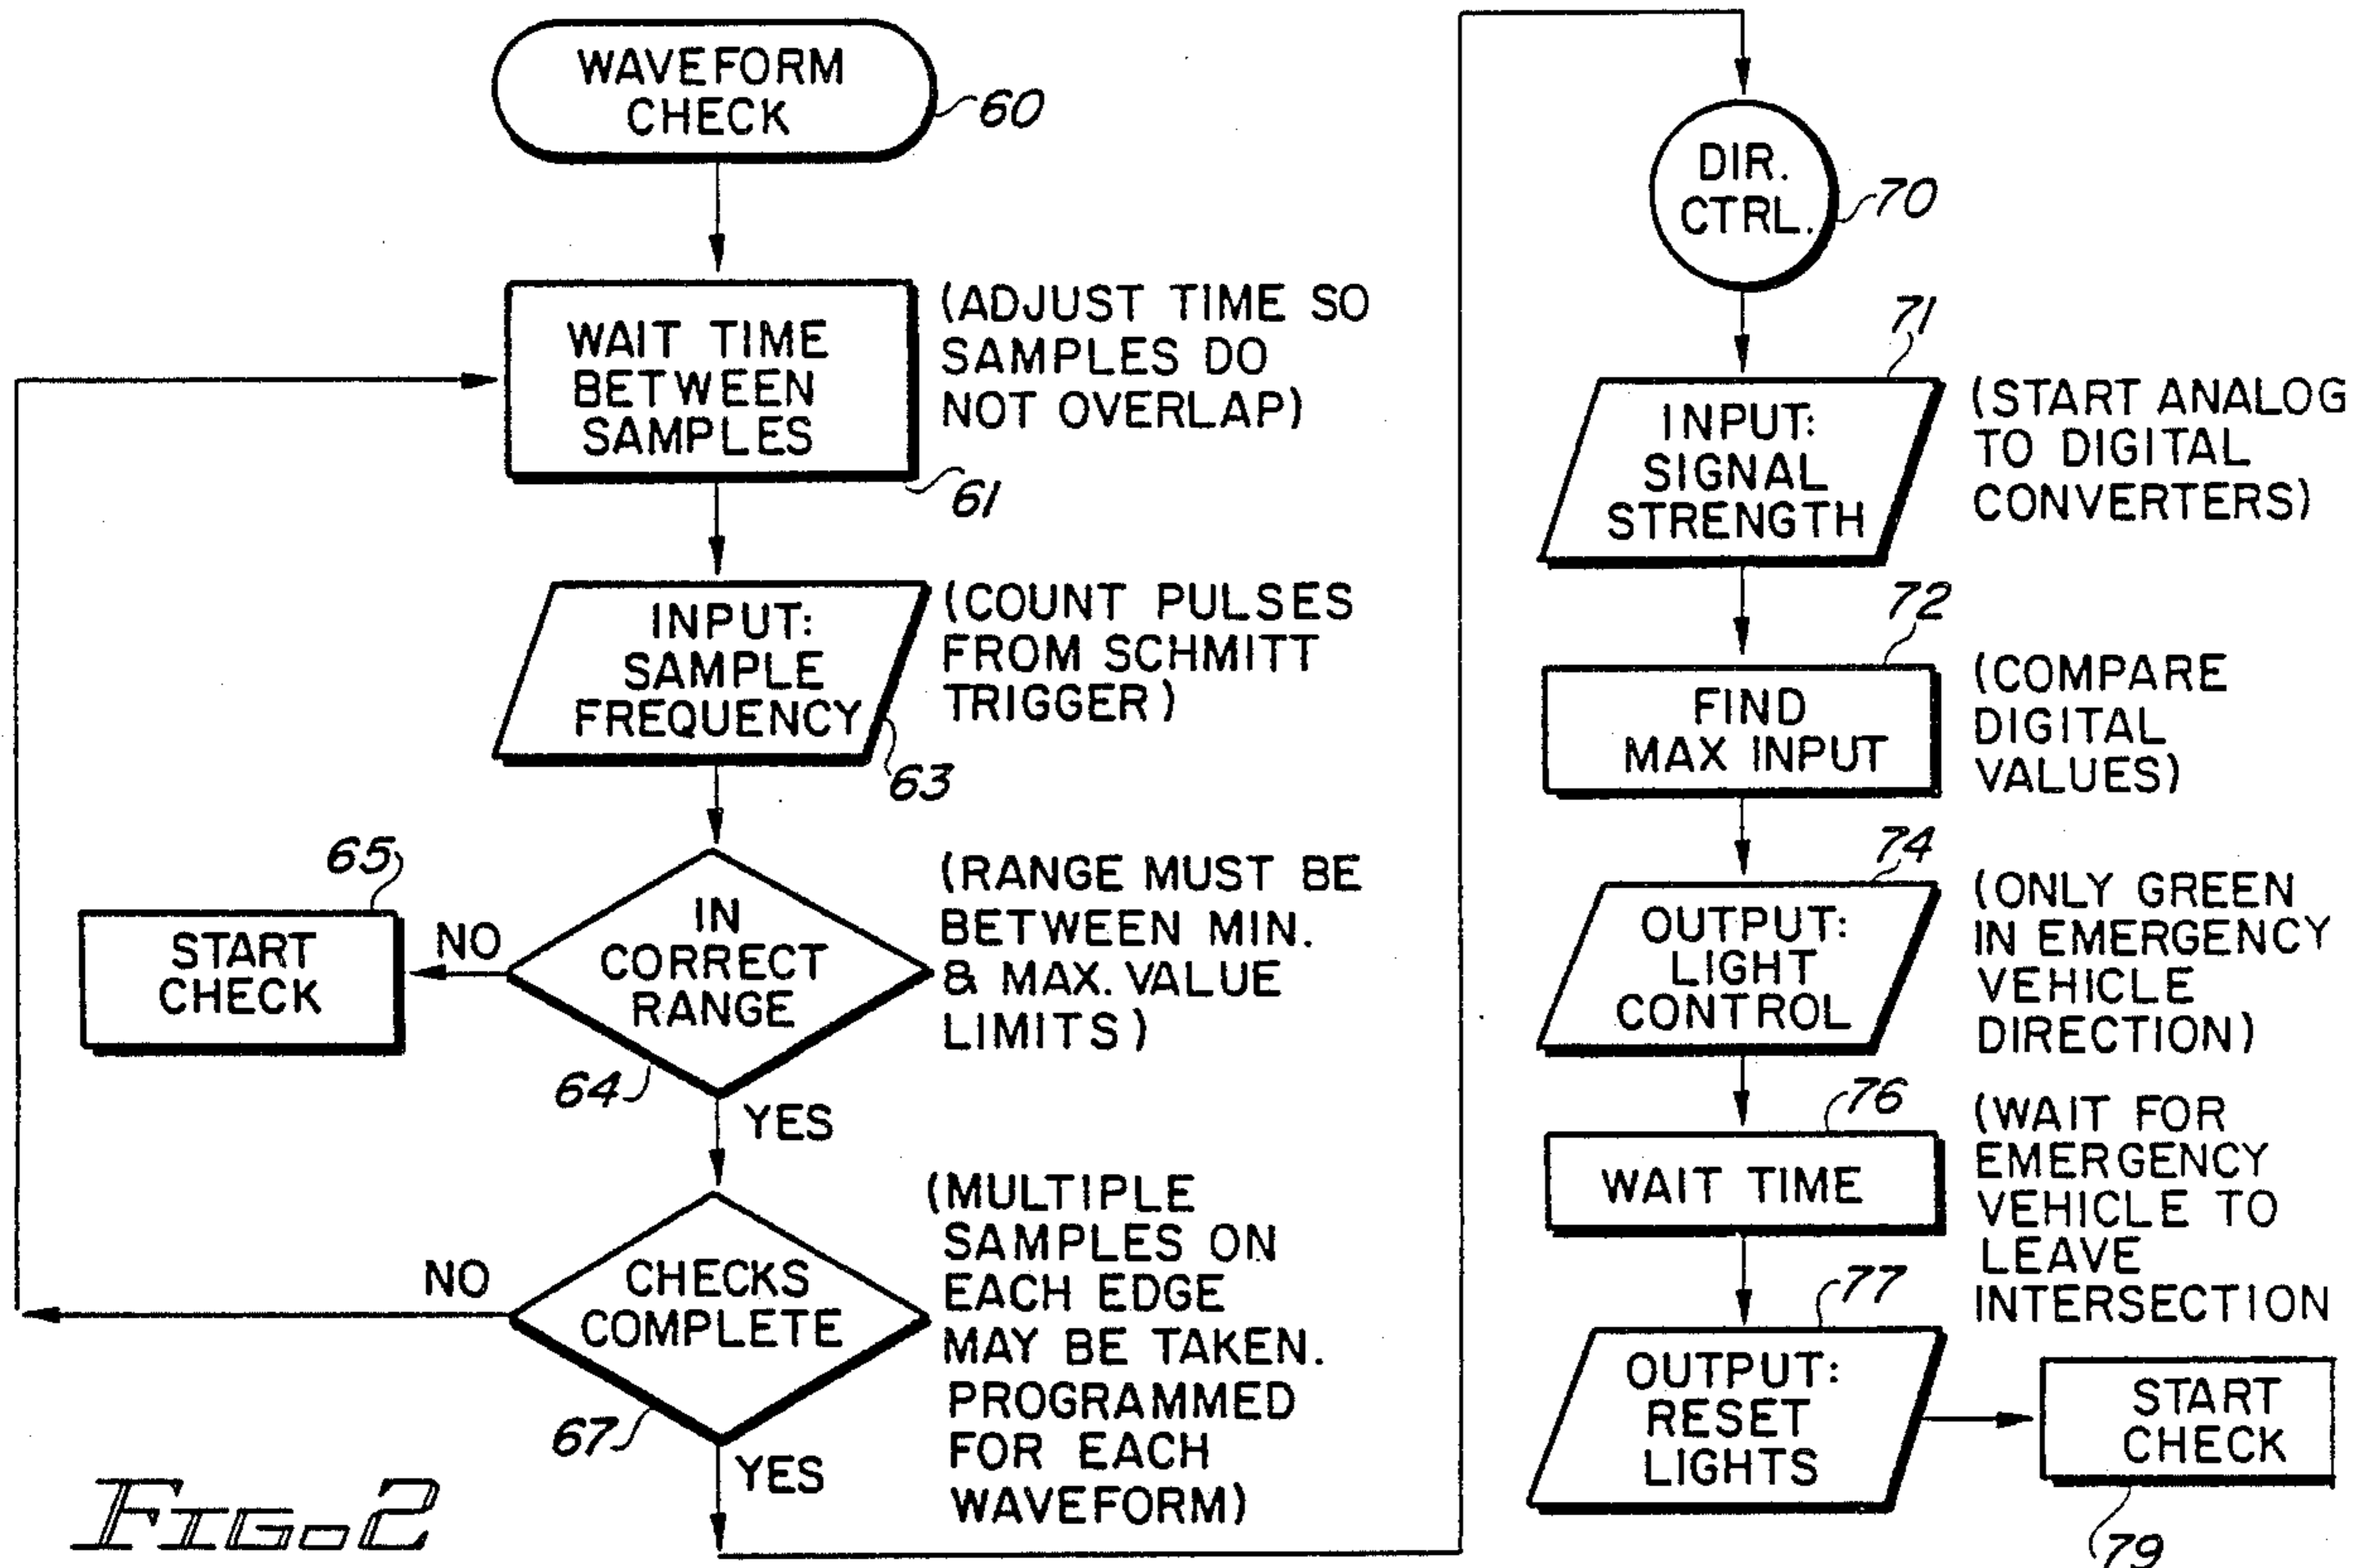 WAVEFORM
CHECK
60
WAIT TIME
BETWEEN
SAMPLES
61
(ADJUST TIME SO
SAMPLES DO
NOT OVERLAP)
INPUT:
SAMPLE
FREQUENCY
63
(COUNT PULSES
FROM SCHMITT
TRIGGER)
IN
CORRECT
RANGE
64
(RANGE MUST BE
BETWEEN MIN.
& MAX. VALUE
LIMITS)
NO
65
START
CHECK
YES
CHECKS
COMPLETE
67
(MULTIPLE
SAMPLES ON
EACH EDGE
MAY BE TAKEN.
PROGRAMMED
FOR EACH
WAVEFORM)
NO
YES
DIR.
CTRL.
70
71
INPUT:
SIGNAL
STRENGTH
(START ANALOG
TO DIGITAL
CONVERTERS)
72
FIND
MAX INPUT
(COMPARE
DIGITAL
VALUES)
74
OUTPUT:
LIGHT
CONTROL
(ONLY GREEN
IN EMERGENCY
VEHICLE
DIRECTION)
76
WAIT TIME
(WAIT FOR
EMERGENCY
VEHICLE TO
LEAVE
INTERSECTION
77
OUTPUT:
RESET
LIGHTS
START
CHECK
79
FIG. 2